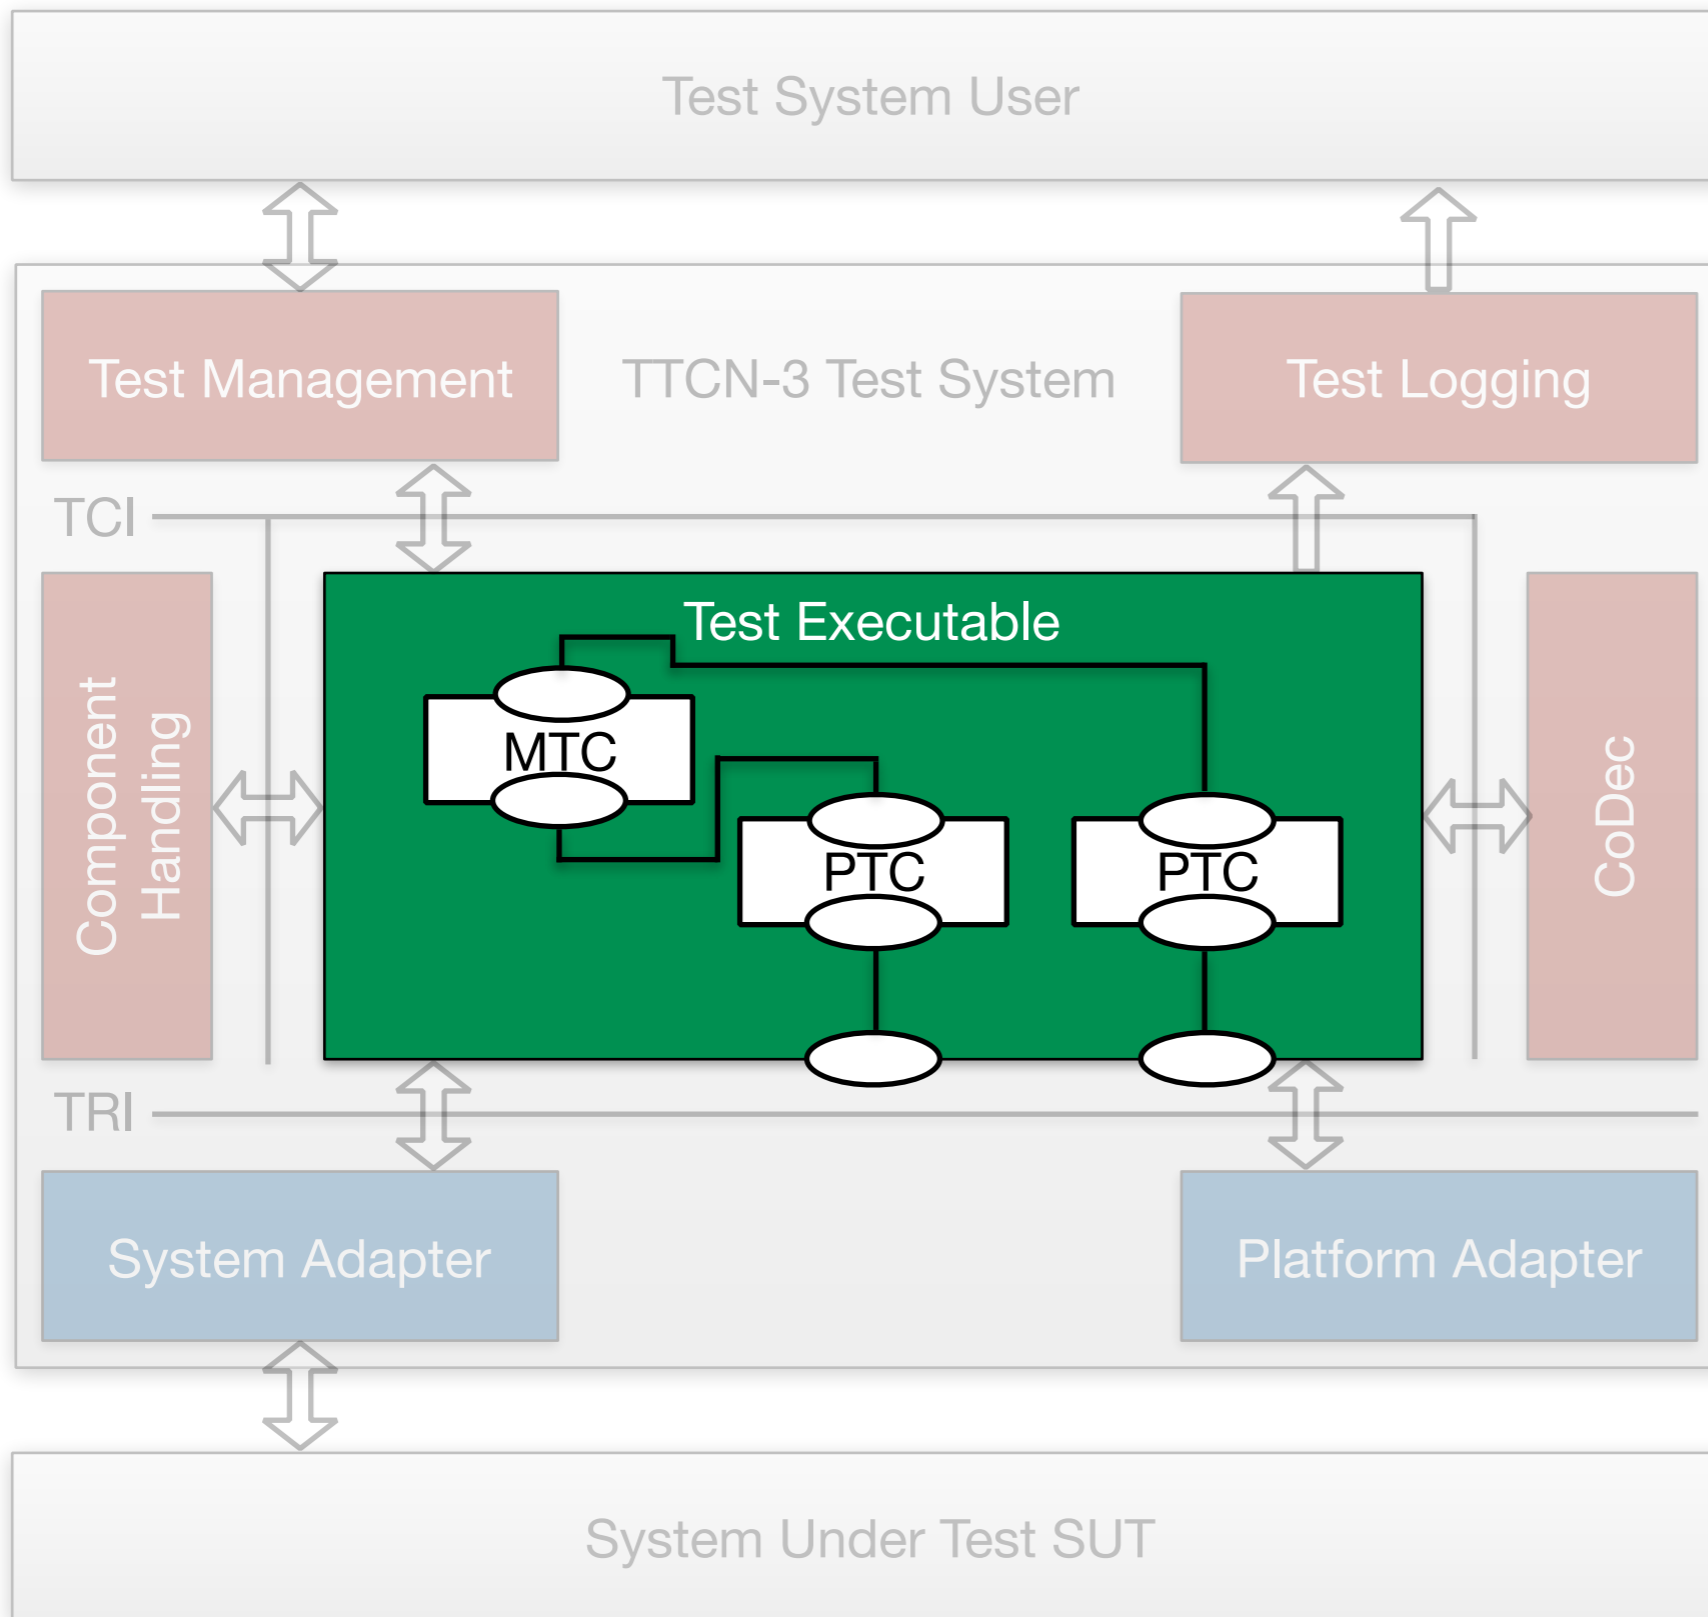 Test System User
Test Management
TTCN-3 Test System
Test Logging
TCI
Test Executable
Component
Handling
MTC
PTC
PTC
CoDec
TRI
System Adapter
Platform Adapter
System Under Test SUT